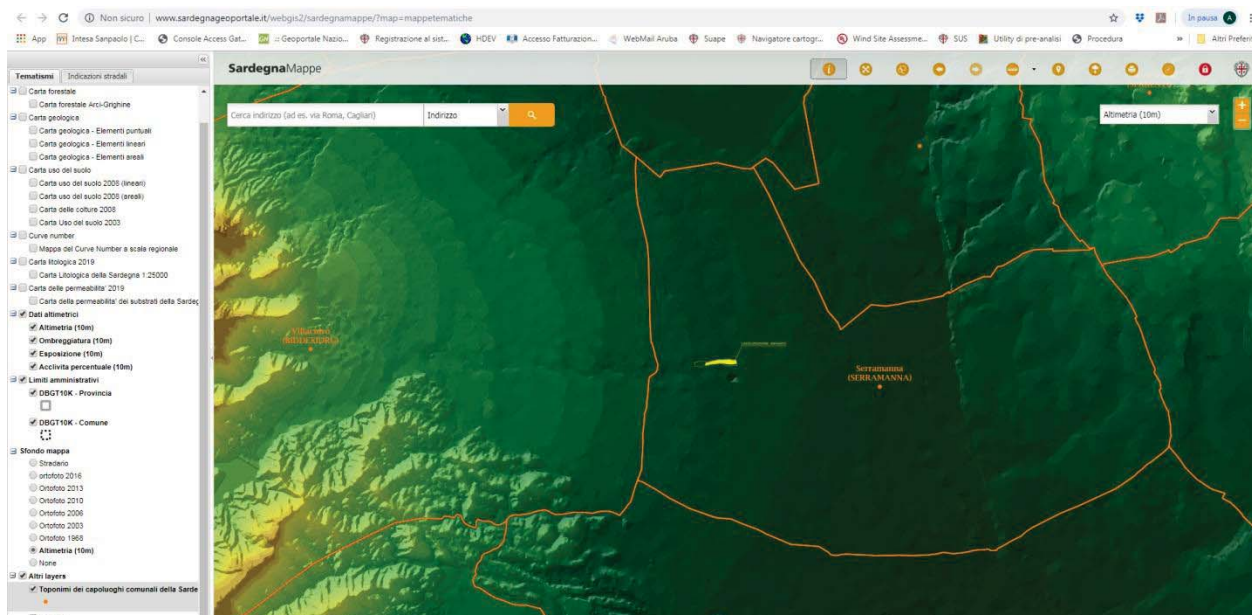 Non sicuro | www.sardegnageoportale.it/webgis2/sardegnamappe/?map=mappetematiche
In pausa A
App
Intesa Sanpaolo | C...
Console Access Gat...
.:: Geoportale Nazio...
Registrazione al sist...
HDEV
Accesso Fatturazion...
WebMail Aruba
Suape
Navigatore cartogr...
Wind Site Assessme...
SUS
Utility di pre-analisi
Procedura
»
Altri Preferiti
Tematismi
Indicazioni stradali
SardegnaMappe
Cerca indirizzo (ad es. via Roma, Cagliari)
Indirizzo
Altimetria (10m)
Carta forestale
Carta forestale Arci-Grighine
Carta geologica
Carta geologica - Elementi puntuali
Carta geologica - Elementi lineari
Carta geologica - Elementi areali
Carta uso del suolo
Carta uso del suolo 2008 (lineari)
Carta uso del suolo 2008 (areali)
Carta delle colture 2008
Carta Uso del suolo 2003
Curve number
Mappa del Curve Number a scala regionale
Carta litologica 2019
Carta Litologica della Sardegna 1:25000
Carta delle permeabilita' 2019
Carta della permeabilita' dei substrati della Sardeg
Dati altimetrici
Altimetria (10m)
Ombreggiatura (10m)
Esposizione (10m)
Acclivita percentuale (10m)
Limiti amministrativi
DBGT10K - Provincia
DBGT10K - Comune
Sfondo mappa
Stradario
ortofoto 2016
Ortofoto 2013
Ortofoto 2010
Ortofoto 2006
Ortofoto 2003
Ortofoto 1968
Altimetria (10m)
None
Altri layers
Toponimi dei capoluoghi comunali della Sarde
Villacidro
Serramanna
(SERRAMANNA)